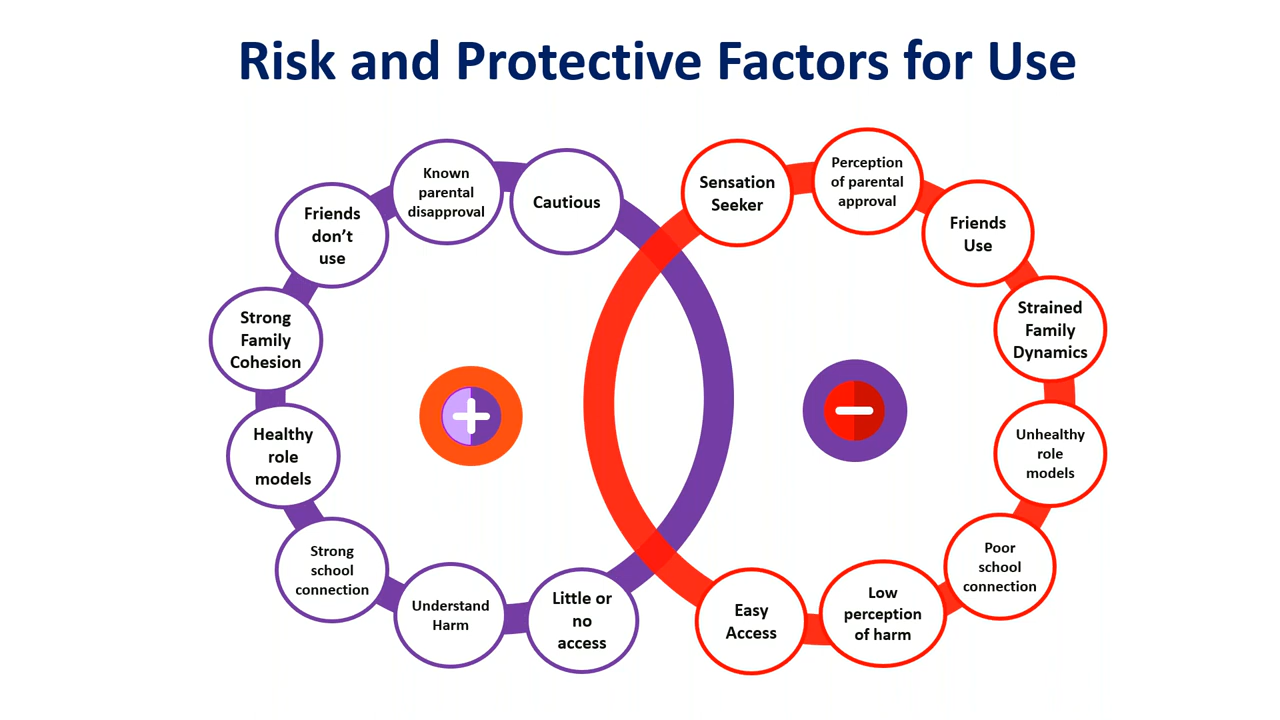 Risk and Protective Factors for Use
Known
parental
disapproval
Cautious
Friends
don’t
use
Strong
Family
Cohesion
Healthy
role
models
Strong
school
connection
Understand
Harm
Little or
no
access
Sensation
Seeker
Perception
of parental
approval
Friends
Use
Strained
Family
Dynamics
Unhealthy
role
models
Poor
school
connection
Low
perception
of harm
Easy
Access